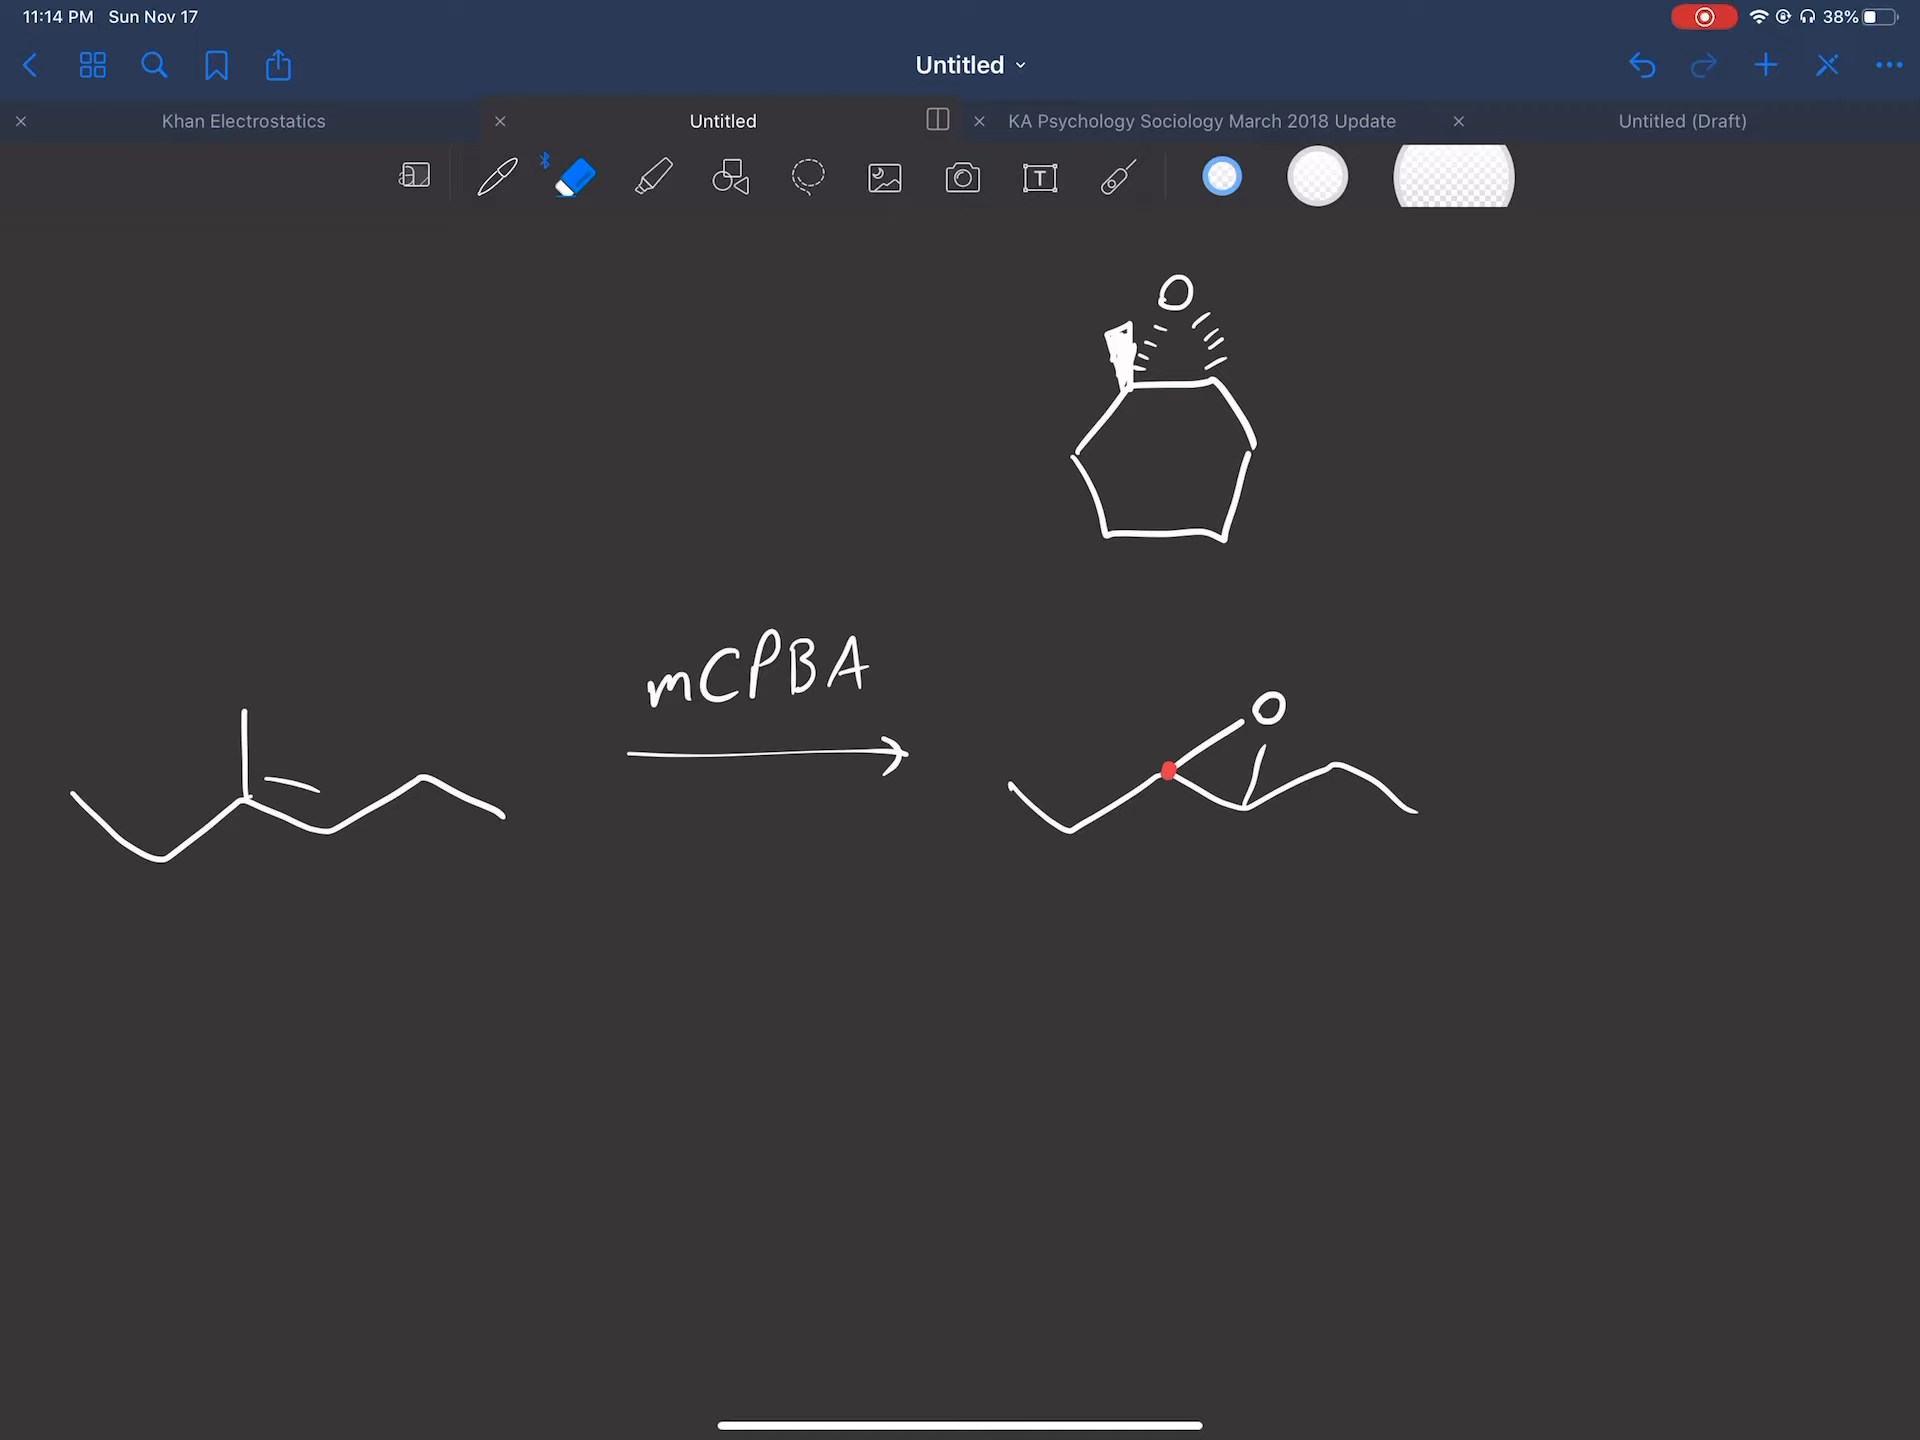 11:14 PM Sun Nov 17
38%
Untitled
Khan Electrostatics
Untitled
KA Psychology Sociology March 2018 Update
Untitled (Draft)
T
O
mCPBA
O